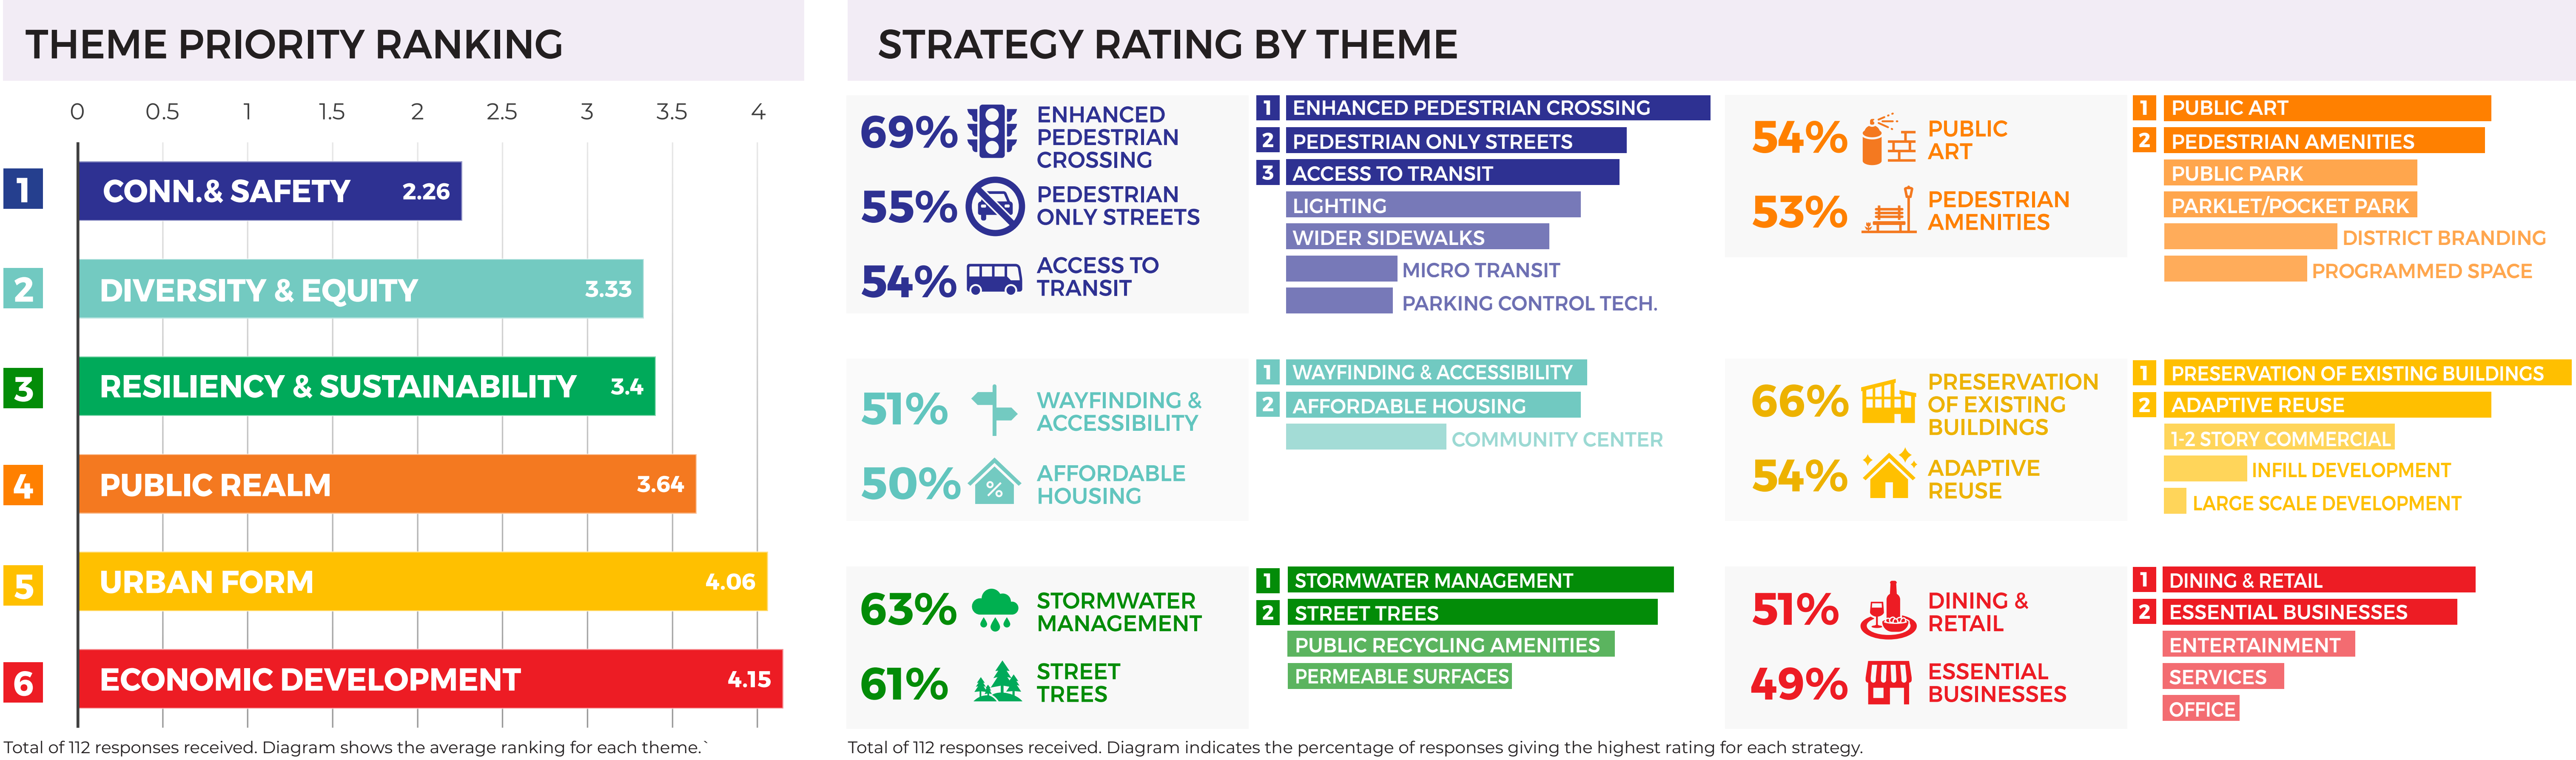 THEME PRIORITY RANKING
0 0.5 1 1.5 2 2.5 3 3.5 4
1 CONN.& SAFETY 2.26
2 DIVERSITY & EQUITY 3.33
3 RESILIENCY & SUSTAINABILITY 3.4
4 PUBLIC REALM 3.64
5 URBAN FORM 4.06
6 ECONOMIC DEVELOPMENT 4.15
Total of 112 responses received. Diagram shows the average ranking for each theme.`
STRATEGY RATING BY THEME
69%
ENHANCED
PEDESTRIAN
CROSSING
55%
PEDESTRIAN
ONLY STREETS
54%
ACCESS TO
TRANSIT
1 ENHANCED PEDESTRIAN CROSSING
2 PEDESTRIAN ONLY STREETS
3 ACCESS TO TRANSIT
LIGHTING
WIDER SIDEWALKS
MICRO TRANSIT
PARKING CONTROL TECH.
54%
PUBLIC
ART
53%
PEDESTRIAN
AMENITIES
1 PUBLIC ART
2 PEDESTRIAN AMENITIES
PUBLIC PARK
PARKLET/POCKET PARK
DISTRICT BRANDING
PROGRAMMED SPACE
51%
WAYFINDING &
ACCESSIBILITY
50%
%
AFFORDABLE
HOUSING
1 WAYFINDING & ACCESSIBILITY
2 AFFORDABLE HOUSING
COMMUNITY CENTER
66%
PRESERVATION
OF EXISTING
BUILDINGS
54%
ADAPTIVE
REUSE
1 PRESERVATION OF EXISTING BUILDINGS
2 ADAPTIVE REUSE
1-2 STORY COMMERCIAL
INFILL DEVELOPMENT
LARGE SCALE DEVELOPMENT
63%
STORMWATER
MANAGEMENT
61%
STREET
TREES
1 STORMWATER MANAGEMENT
2 STREET TREES
PUBLIC RECYCLING AMENITIES
PERMEABLE SURFACES
51%
DINING &
RETAIL
49%
ESSENTIAL
BUSINESSES
1 DINING & RETAIL
2 ESSENTIAL BUSINESSES
ENTERTAINMENT
SERVICES
OFFICE
Total of 112 responses received. Diagram indicates the percentage of responses giving the highest rating for each strategy.